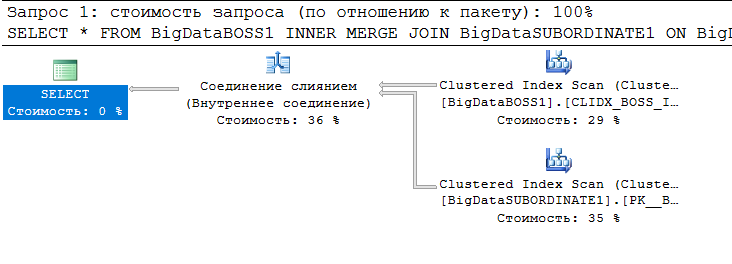 Запрос 1: стоимость запроса (по отношению к пакету): 100%
SELECT * FROM BigDataBOSS1 INNER MERGE JOIN BigDataSUBORDINATE1 ON BigD
SELECT
Стоимость: 0 %
Соединение слиянием
(Внутреннее соединение)
Стоимость: 36 %
Clustered Index Scan (Cluste…
[BigDataBOSS1].[CLIDX_BOSS_I…
Стоимость: 29 %
Clustered Index Scan (Cluste…
[BigDataSUBORDINATE1].[PK__B…
Стоимость: 35 %